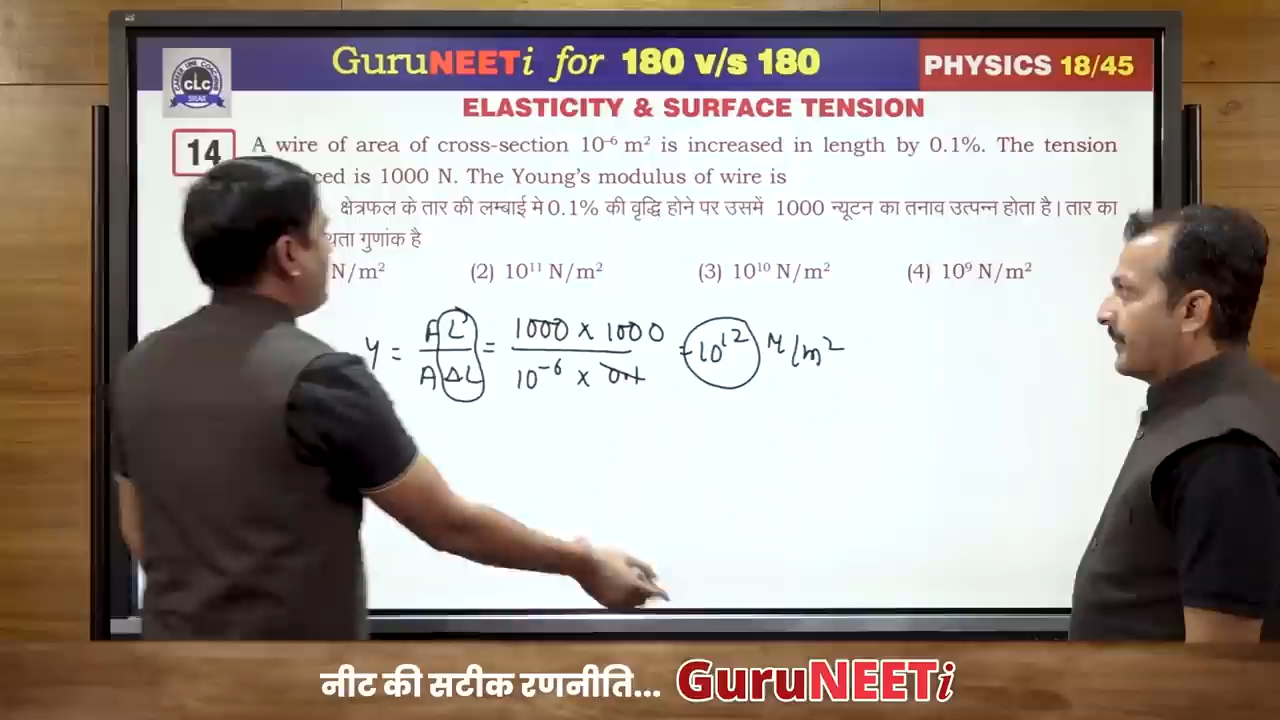 GuruNEETi for 180 v/s 180
PHYSICS 18/45
CLC
SIKAR
ELASTICITY & SURFACE TENSION
14 A wire of area of cross-section 10⁻⁶ m² is increased in length by 0.1%. The tension
ced is 1000 N. The Young's modulus of wire is
क्षेत्रफल के तार की लम्बाई मे 0.1% की वृद्धि होने पर उसमें 1000 न्यूटन का तनाव उत्पन्न होता है। तार का
थता गुणांक है
N/m² (2) 10¹¹ N/m² (3) 10¹⁰ N/m² (4) 10⁹ N/m²
Y = FL / AΔL = 1000 x 1000 / 10⁻⁶ x 0.1 = 10¹² N/m²
नीट की सटीक रणनीति... GuruNEETi